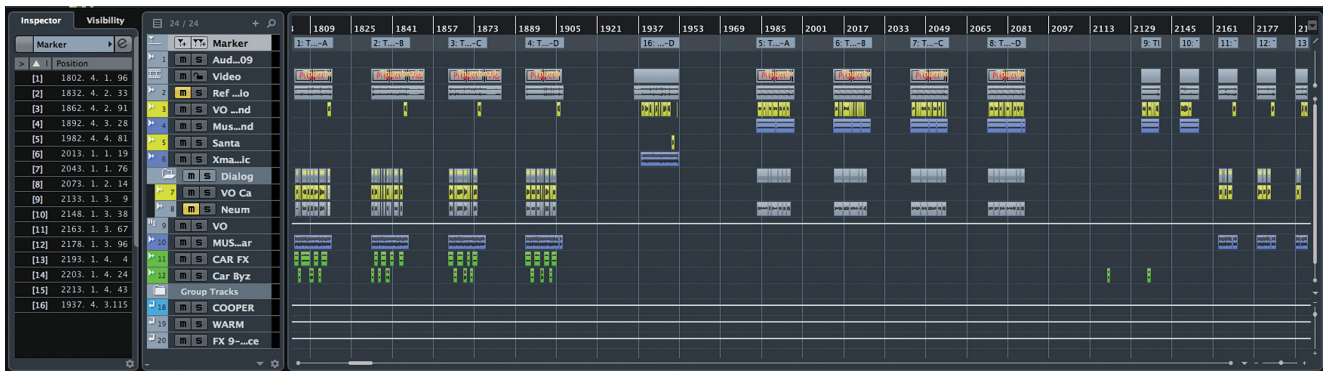 Inspector Visibility
Marker
> I Position
[1] 1802. 4. 1. 96
[2] 1832. 4. 2. 33
[3] 1862. 4. 2. 91
[4] 1892. 4. 3. 28
[5] 1982. 4. 4. 81
[6] 2013. 1. 1. 19
[7] 2043. 1. 1. 76
[8] 2073. 1. 2. 14
[9] 2133. 1. 3. 9
[10] 2148. 1. 3. 38
[11] 2163. 1. 3. 67
[12] 2178. 1. 3. 96
[13] 2193. 1. 4. 4
[14] 2203. 1. 4. 24
[15] 2213. 1. 4. 43
[16] 1937. 4. 3.115
24 / 24
Marker
1 m S Aud...09
m Video
2 m S Ref ...io
3 m S VO ...nd
4 m S Mus...nd
5 m S Santa
6 m S Xma...ic
m S Dialog
7 m S VO Ca
8 m S Neum
9 m S VO
10 m S MUS...ar
11 m S CAR FX
12 m S Car Byz
Group Tracks
18 m S COOPER
19 m S WARM
20 m S FX 9-...ce
1809 1825 1841 1857 1873 1889 1905 1921 1937 1953 1969 1985 2001 2017 2033 2049 2065 2081 2097 2113 2129 2145 2161 2177
1: T...-A 2: T...-B 3: T...-C 4: T...-D 16: ...-D 5: T...-A 6: T...-B 7: T...-C 8: T...-D 9: Tl 10: 11: 12: 13